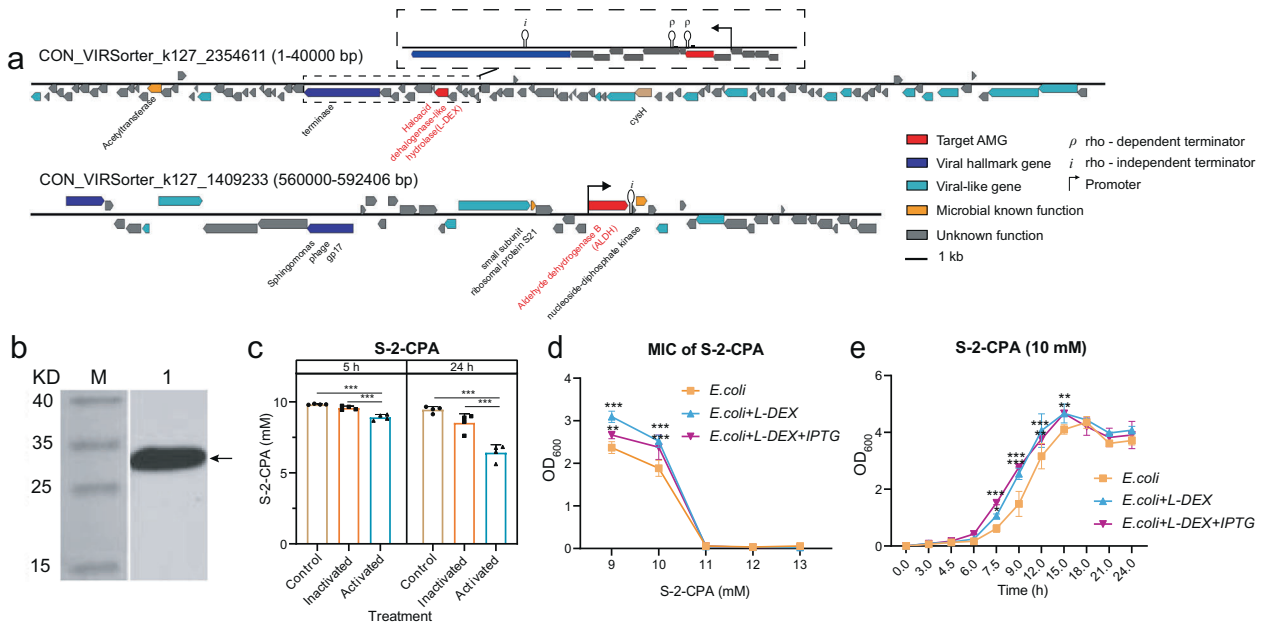 a
CON_VIRSorter_k127_2354611 (1-40000 bp)
i
ρ
ρ
Acetyltransferase
terminase
Haloacid
dehalogenase-like
hydrolase(L-DEX)
cysH
CON_VIRSorter_k127_1409233 (560000-592406 bp)
i
Sphingomonas
phage
gp17
small subunit
ribosomal protein S21
Aldehyde dehydrogenase B
(ALDH)
nucleoside-diphosphate kinase
Target AMG
Viral hallmark gene
Viral-like gene
Microbial known function
Unknown function
1 kb
ρ rho - dependent terminator
i rho - independent terminator
Promoter
b
KD M 1
40
35
25
15
c
S-2-CPA
5 h 24 h
S-2-CPA (mM)
10
5
0
***
***
***
***
Control
Inactivated
Activated
Control
Inactivated
Activated
Treatment
d
MIC of S-2-CPA
OD600
4
3
2
1
0
***
**
***
***
E.coli
E.coli+L-DEX
E.coli+L-DEX+IPTG
9 10 11 12 13
S-2-CPA (mM)
e
S-2-CPA (10 mM)
OD600
6
4
2
0
***
*
***
***
***
**
**
**
E.coli
E.coli+L-DEX
E.coli+L-DEX+IPTG
0.0 3.0 4.5 6.0 7.5 9.0 12.0 15.0 18.0 21.0 24.0
Time (h)